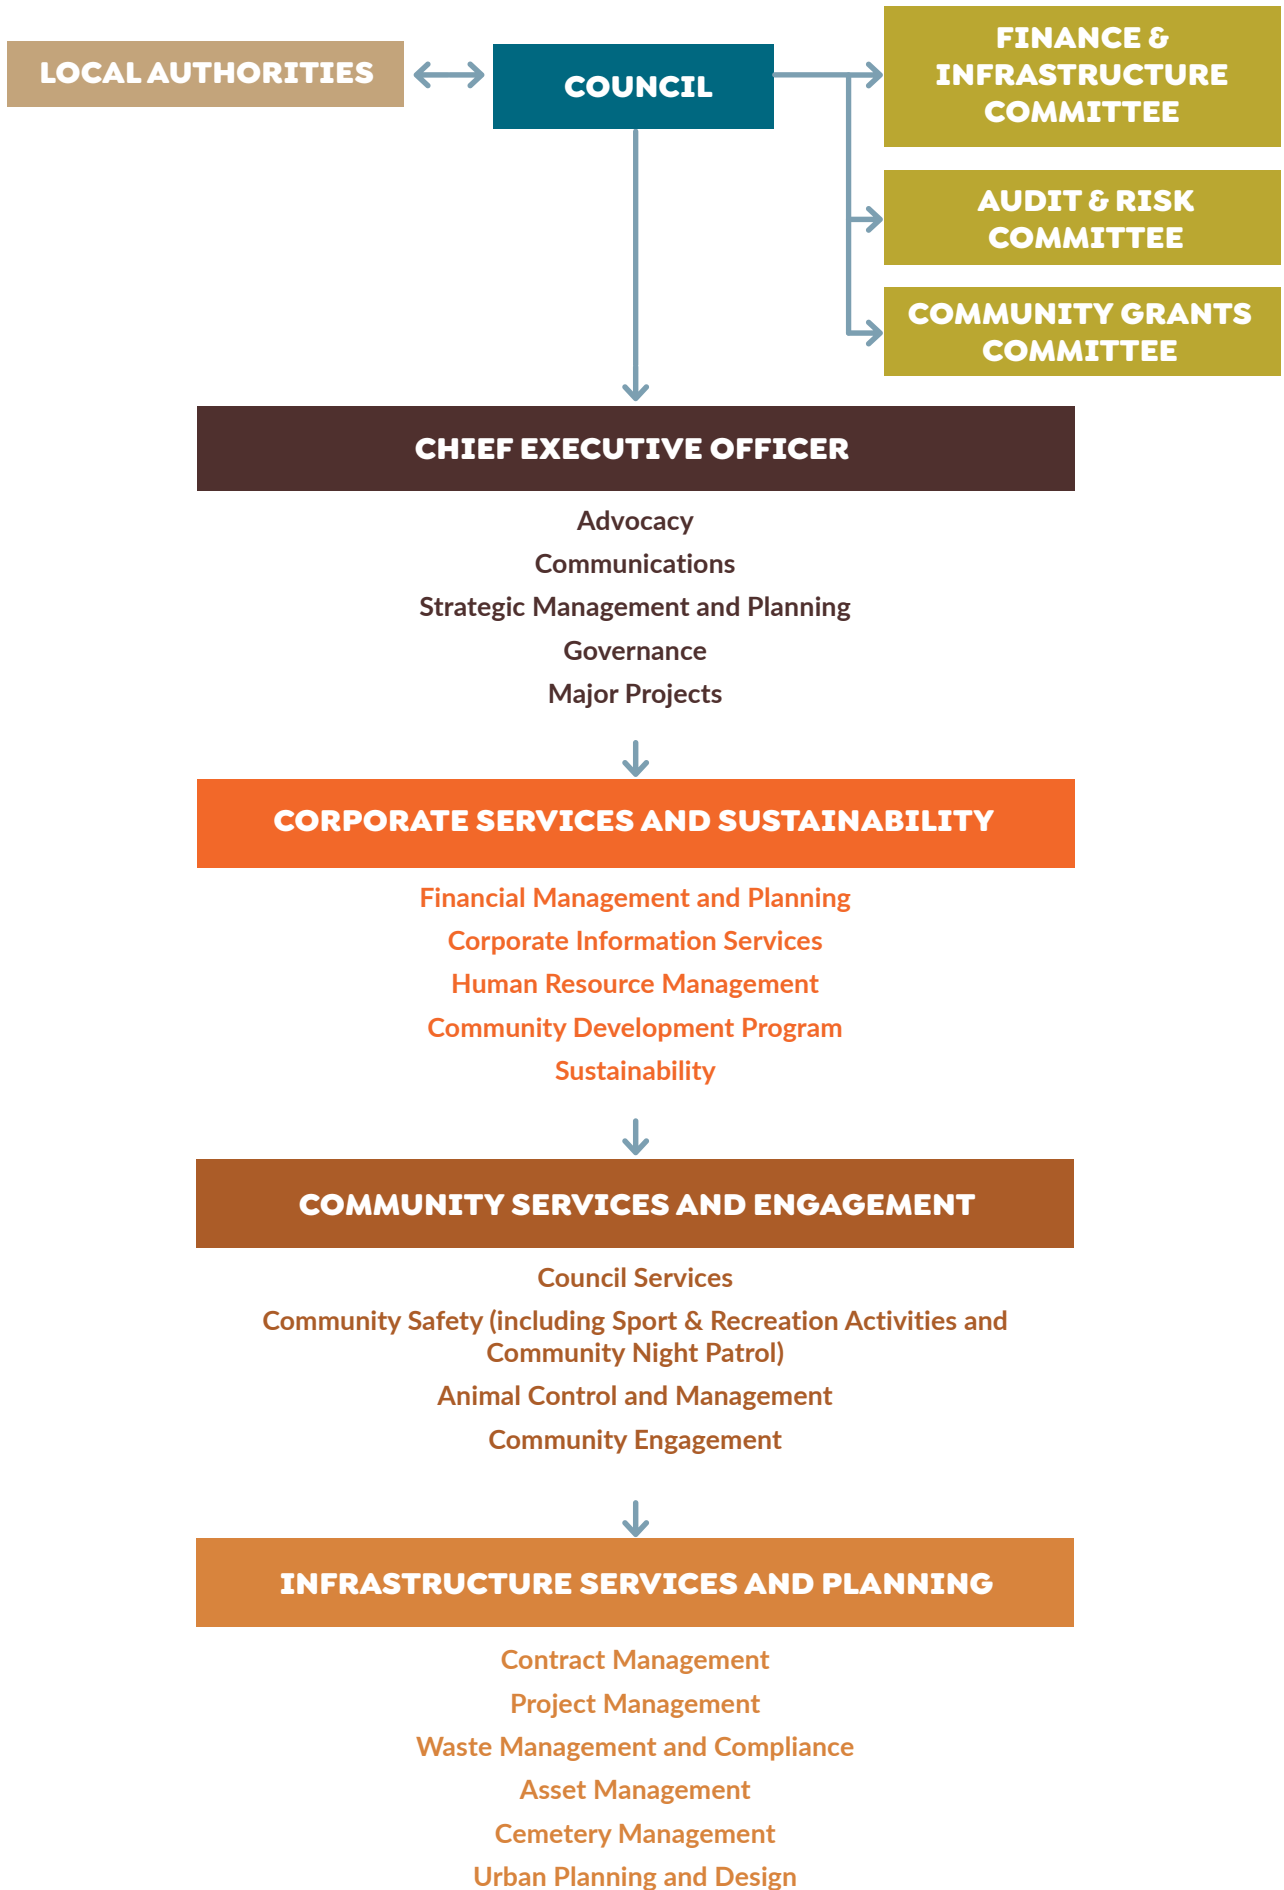 LOCAL AUTHORITIES
COUNCIL
FINANCE &
INFRASTRUCTURE
COMMITTEE
AUDIT & RISK
COMMITTEE
COMMUNITY GRANTS
COMMITTEE
CHIEF EXECUTIVE OFFICER
Advocacy
Communications
Strategic Management and Planning
Governance
Major Projects
CORPORATE SERVICES AND SUSTAINABILITY
Financial Management and Planning
Corporate Information Services
Human Resource Management
Community Development Program
Sustainability
COMMUNITY SERVICES AND ENGAGEMENT
Council Services
Community Safety (including Sport & Recreation Activities and
Community Night Patrol)
Animal Control and Management
Community Engagement
INFRASTRUCTURE SERVICES AND PLANNING
Contract Management
Project Management
Waste Management and Compliance
Asset Management
Cemetery Management
Urban Planning and Design